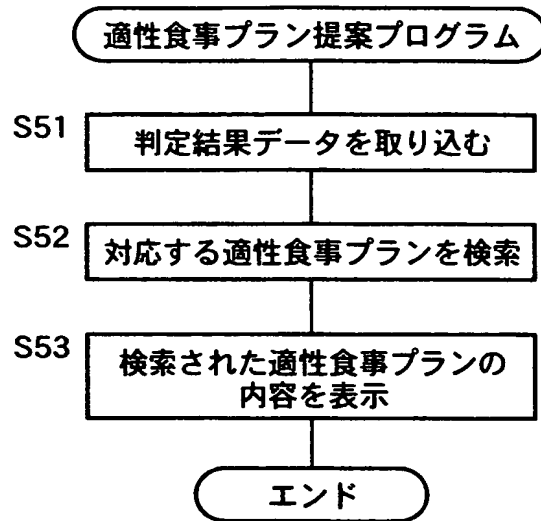 適性食事プラン提案プログラム
S51
判定結果データを取り込む
S52
対応する適性食事プランを検索
S53
検索された適性食事プランの
内容を表示
エンド